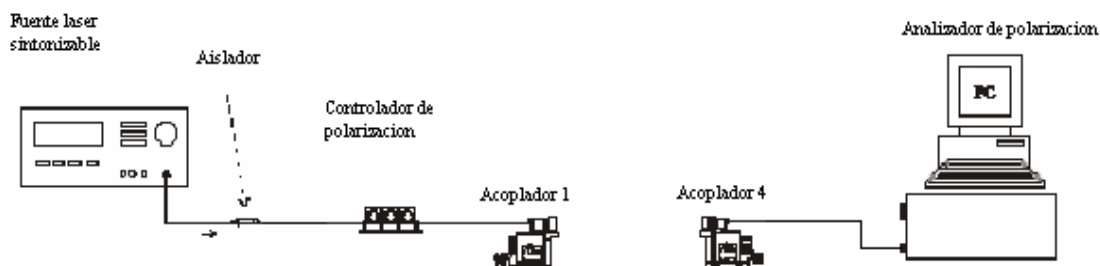 Fuente laser
sintonizable
Aislador
Controlador de
polarizacion
Acoplador 1
Acoplador 4
Analizador de polarizacion
PC